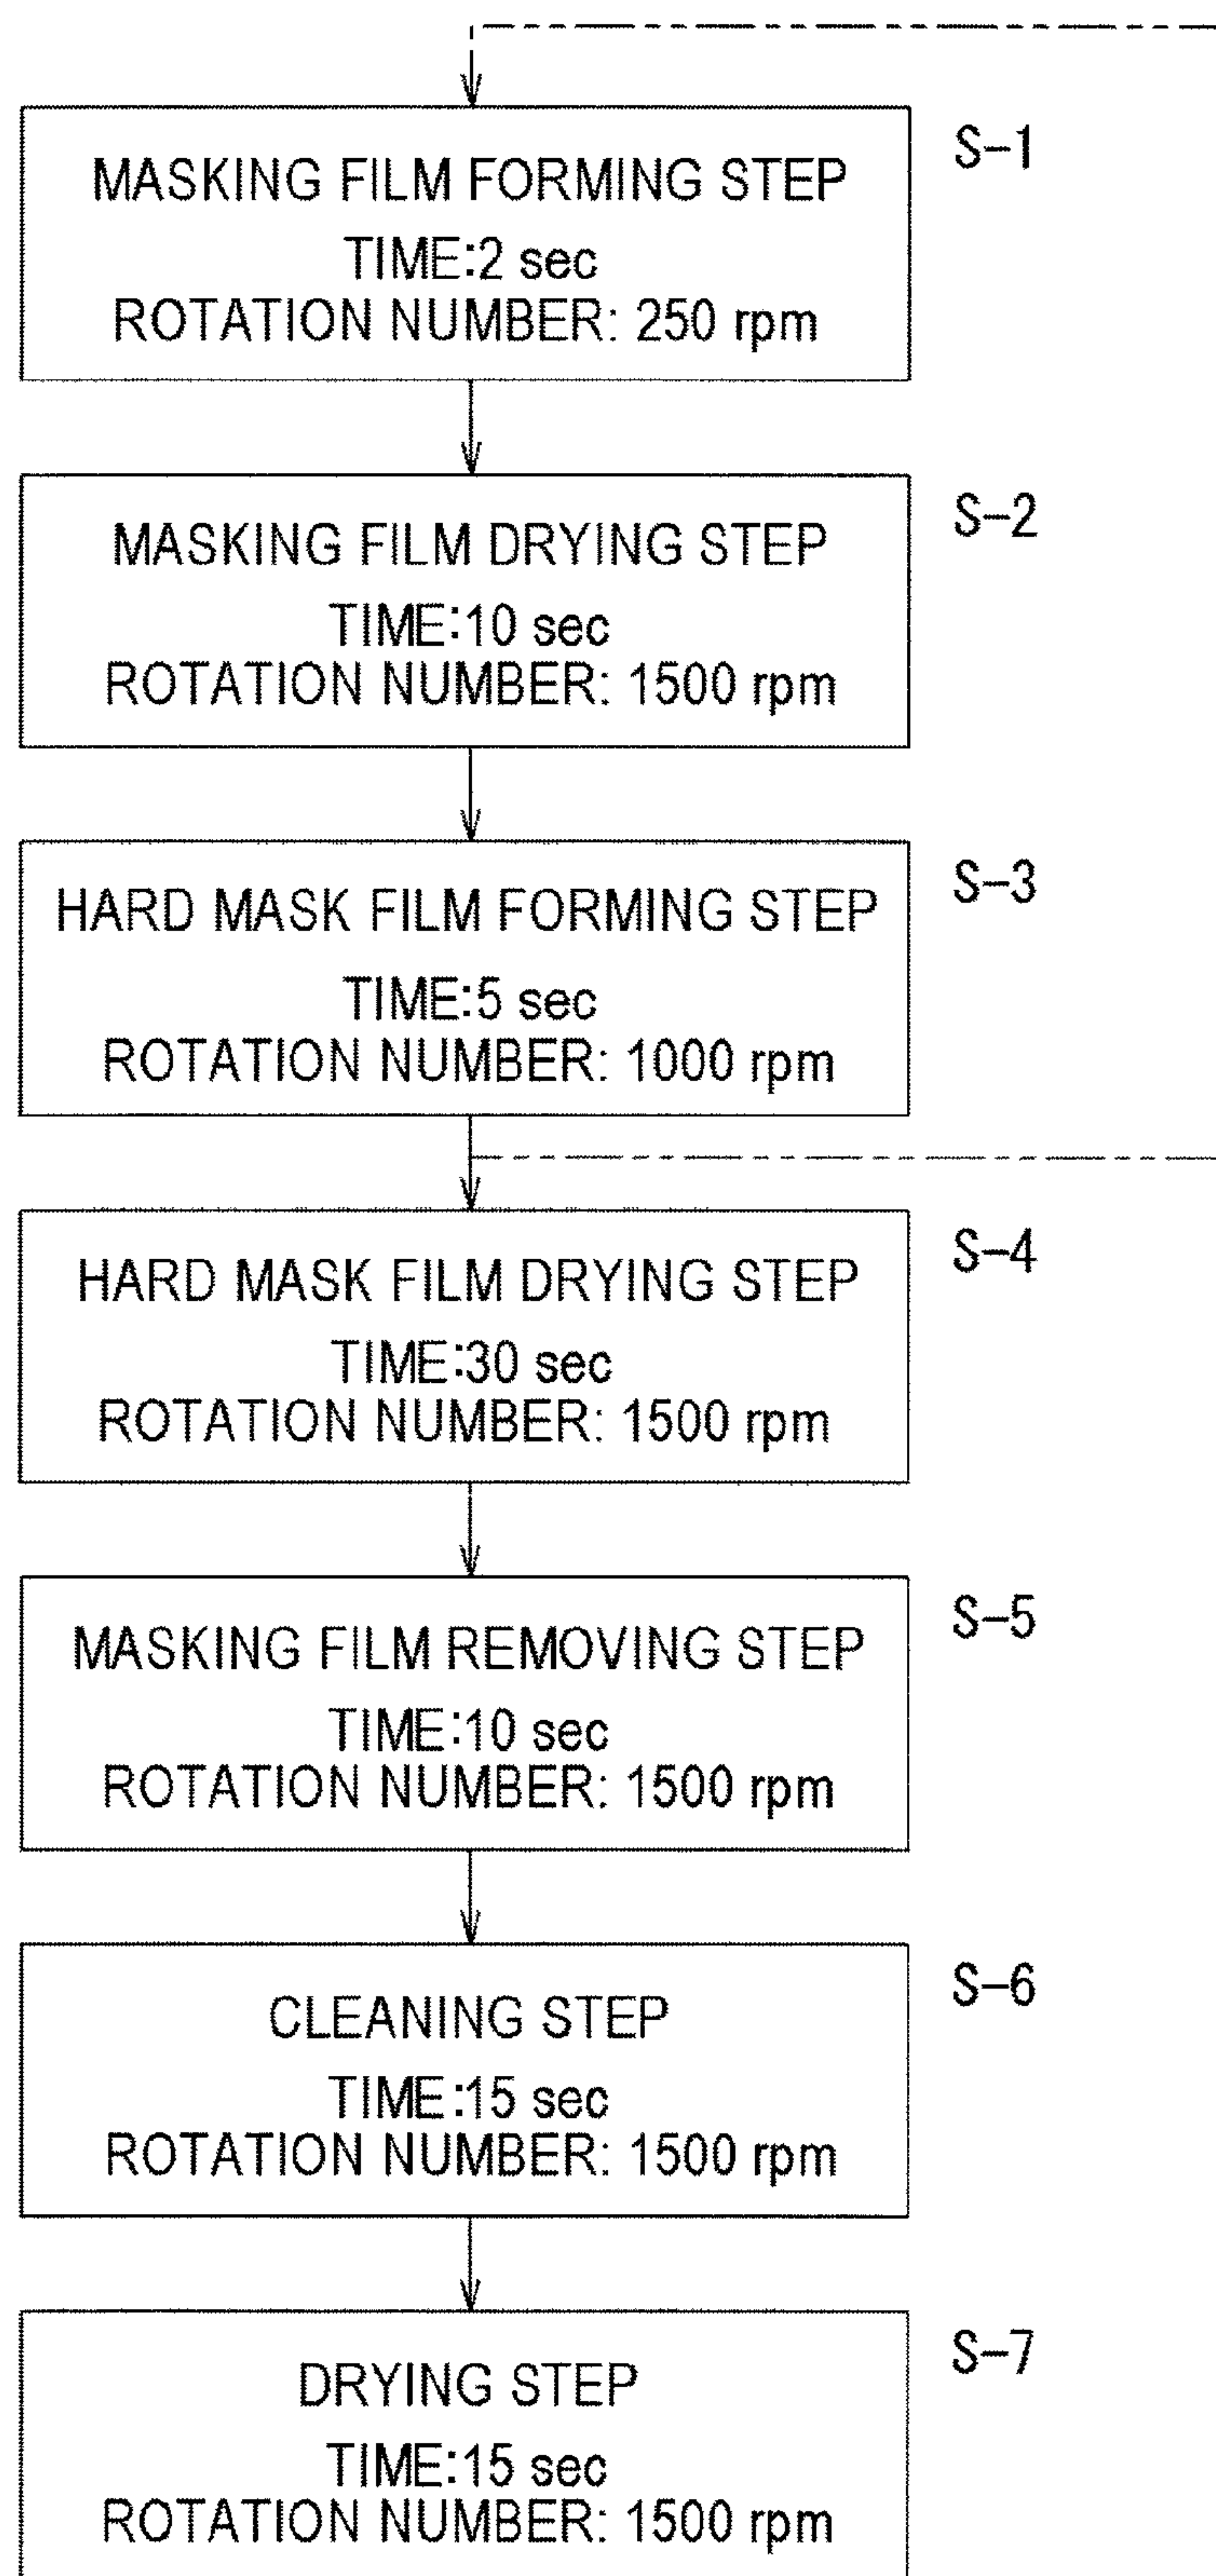 S-1
MASKING FILM FORMING STEP
TIME:2 sec
ROTATION NUMBER: 250 rpm
S-2
MASKING FILM DRYING STEP
TIME:10 sec
ROTATION NUMBER: 1500 rpm
S-3
HARD MASK FILM FORMING STEP
TIME:5 sec
ROTATION NUMBER: 1000 rpm
S-4
HARD MASK FILM DRYING STEP
TIME:30 sec
ROTATION NUMBER: 1500 rpm
S-5
MASKING FILM REMOVING STEP
TIME:10 sec
ROTATION NUMBER: 1500 rpm
S-6
CLEANING STEP
TIME:15 sec
ROTATION NUMBER: 1500 rpm
S-7
DRYING STEP
TIME:15 sec
ROTATION NUMBER: 1500 rpm